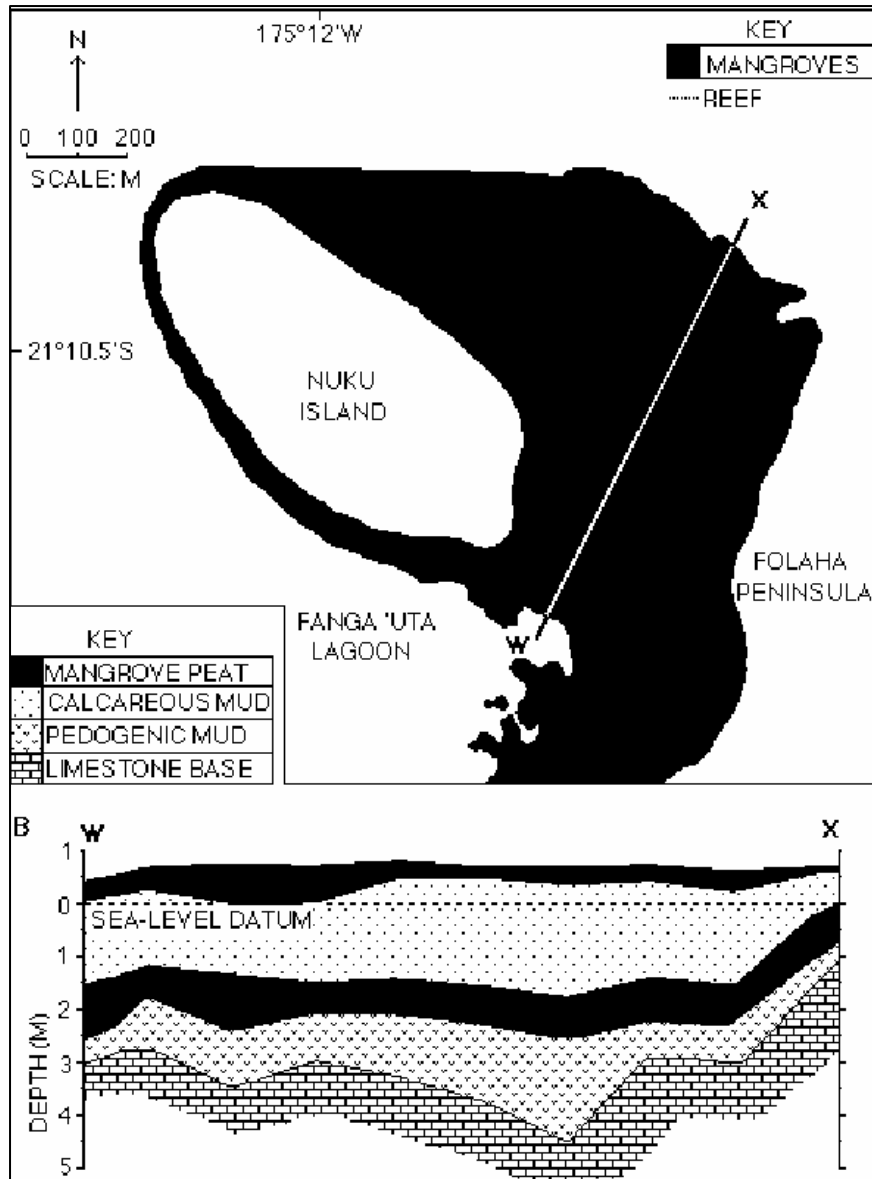 175°12'W
N
0 100 200
SCALE: M
KEY
MANGROVES
REEF
X
21°10.5'S
NUKU
ISLAND
FOLAHA
PENINSULA
FANGA 'UTA
LAGOON
W
KEY
MANGROVE PEAT
CALCAREOUS MUD
PEDOGENIC MUD
LIMESTONE BASE
B
W
X
1
0
SEA-LEVEL DATUM
1
2
3
4
5
DEPTH (M)